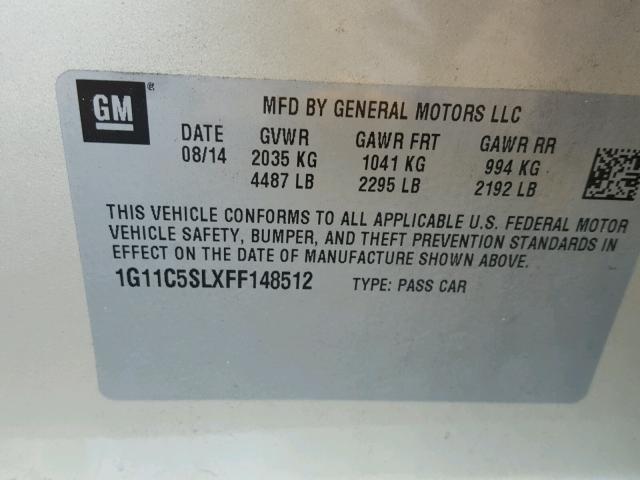 GM
®
MFD BY GENERAL MOTORS LLC
DATE GVWR GAWR FRT GAWR RR
08/14 2035 KG 1041 KG 994 KG
4487 LB 2295 LB 2192 LB
THIS VEHICLE CONFORMS TO ALL APPLICABLE U.S. FEDERAL MOTOR
VEHICLE SAFETY, BUMPER, AND THEFT PREVENTION STANDARDS IN
EFFECT ON THE DATE OF MANUFACTURE SHOWN ABOVE.
1G11C5SLXFF148512 TYPE: PASS CAR